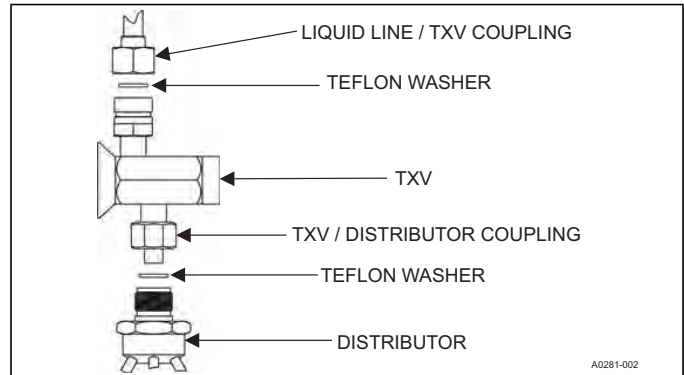 LIQUID LINE / TXV COUPLING
TEFLON WASHER
TXV
TXV / DISTRIBUTOR COUPLING
TEFLON WASHER
DISTRIBUTOR
A0281-002